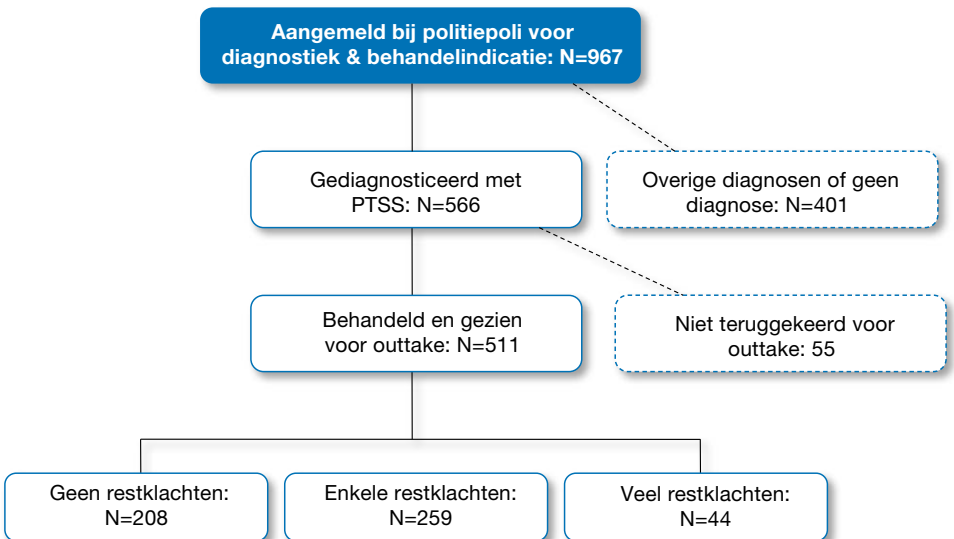 Aangemeld bij politiepoli voor
diagnostiek & behandelindicatie: N=967
Gediagnosticeerd met
PTSS: N=566
Overige diagnosen of geen
diagnose: N=401
Behandeld en gezien
voor outtake: N=511
Niet teruggekeerd voor
outtake: 55
Geen restklachten:
N=208
Enkele restklachten:
N=259
Veel restklachten:
N=44